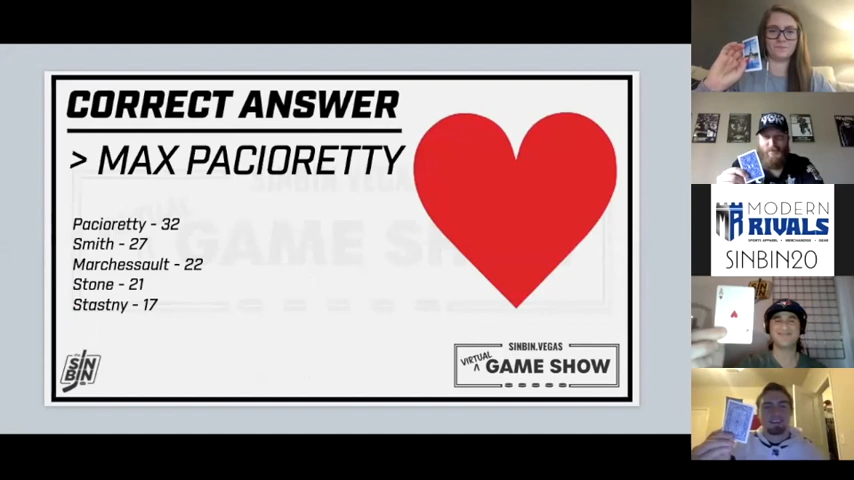 CORRECT ANSWER
> MAX PACIORETTY
Pacioretty - 32
Smith - 27
Marchessault - 22
Stone - 21
Stastny - 17
SIN
BIN
SINBIN.VEGAS
VIRTUAL
^ GAME SHOW
MODERN
RIVALS
SPORTS APPAREL • MERCHANDISE • GEAR
SINBIN20